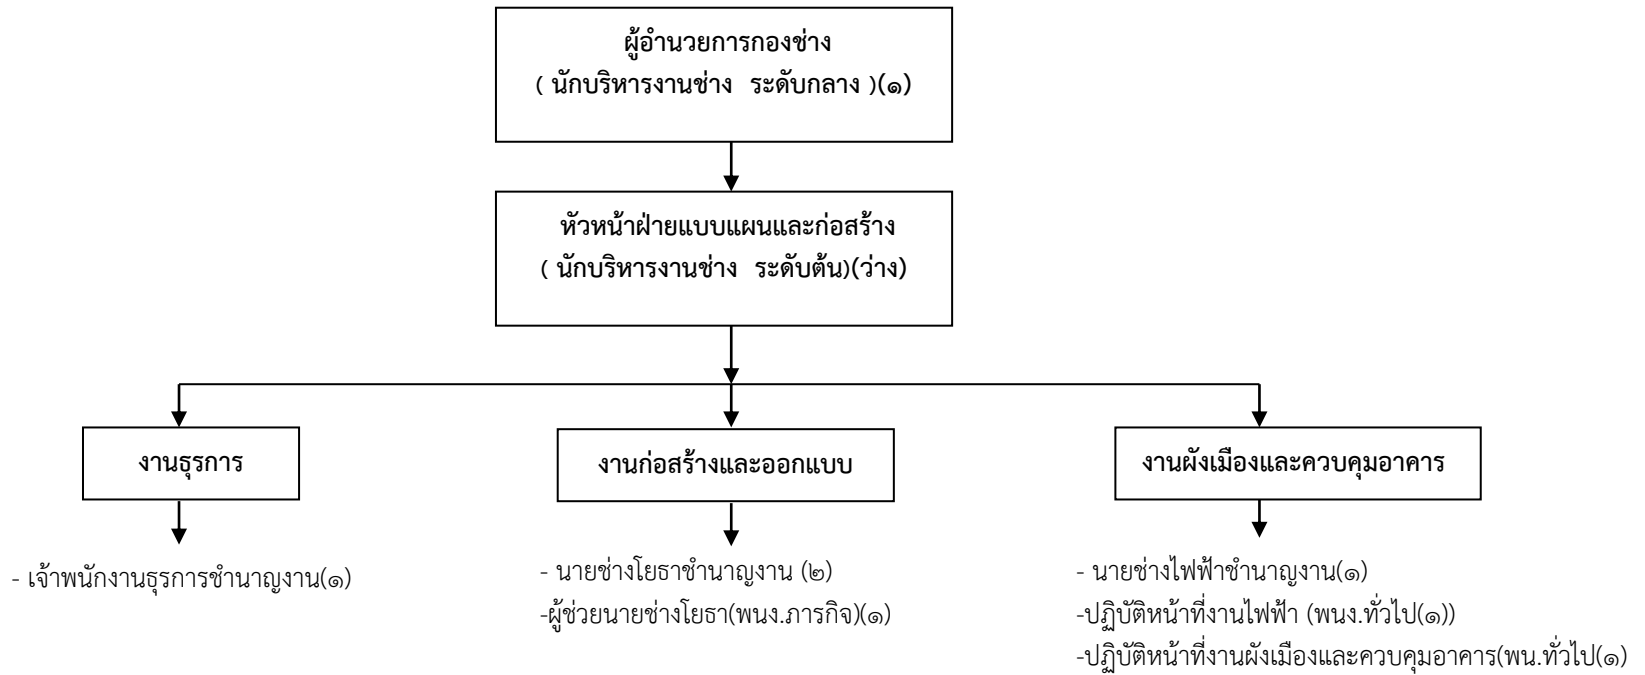 ผู้อำนวยการกองช่าง
( นักบริหารงานช่าง ระดับกลาง )(๑)
หัวหน้าฝ่ายแบบแผนและก่อสร้าง
( นักบริหารงานช่าง ระดับต้น)(ว่าง)
งานธุรการ
งานก่อสร้างและออกแบบ
งานผังเมืองและควบคุมอาคาร
- เจ้าพนักงานธุรการชำนาญงาน(๑)
- นายช่างโยธาชำนาญงาน (๒)
-ผู้ช่วยนายช่างโยธา(พนง.ภารกิจ)(๑)
- นายช่างไฟฟ้าชำนาญงาน(๑)
-ปฏิบัติหน้าที่งานไฟฟ้า (พนง.ทั่วไป(๑))
-ปฏิบัติหน้าที่งานผังเมืองและควบคุมอาคาร(พน.ทั่วไป(๑)